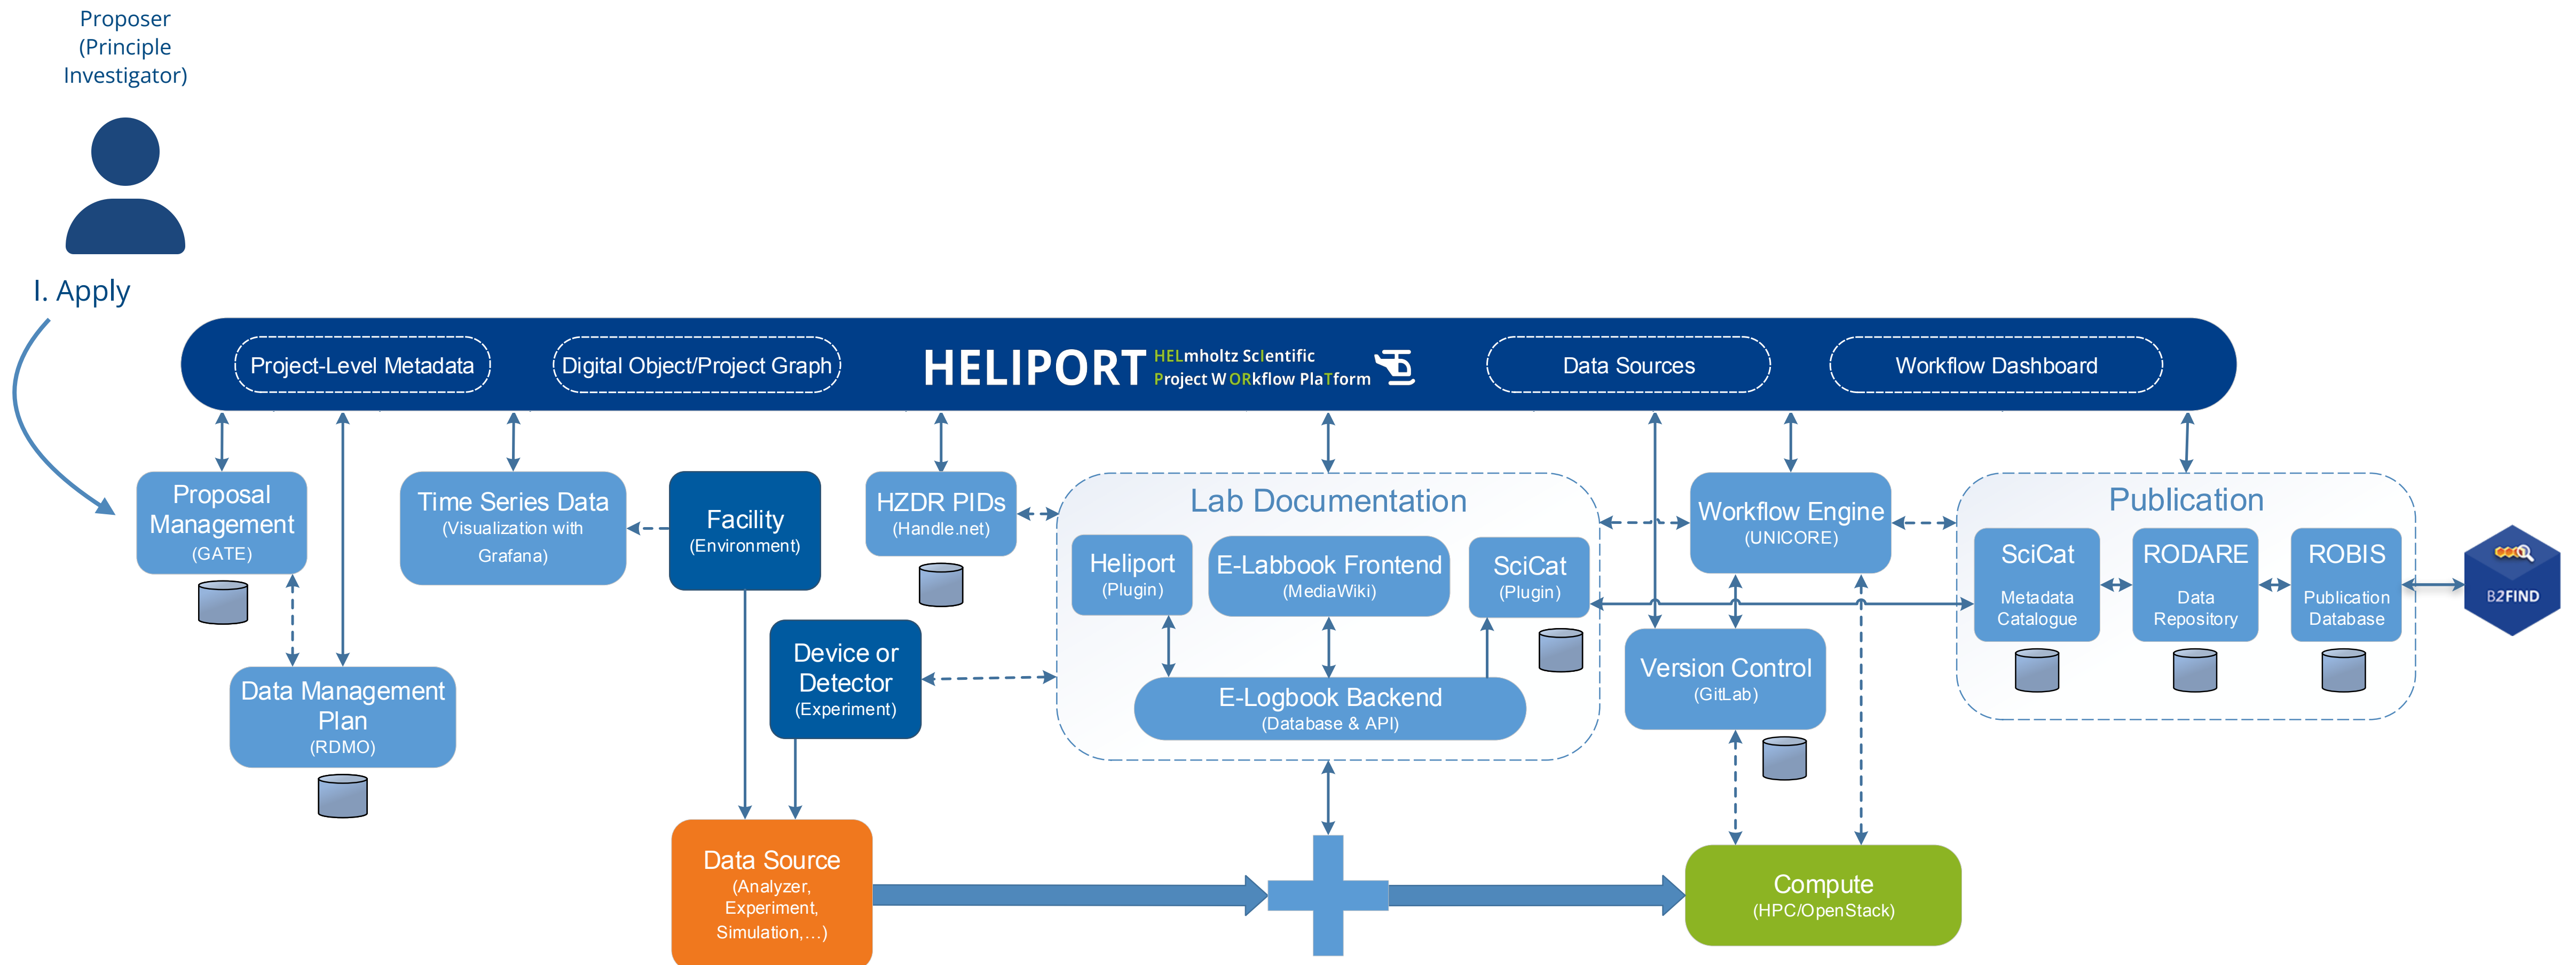 Proposer
(Principle
Investigator)
I. Apply
Project-Level Metadata
Digital Object/Project Graph
HELIPORT
HELmholtz ScIentific
Project WORkflow PlaTform
Data Sources
Workflow Dashboard
Proposal
Management
(GATE)
Data Management
Plan
(RDMO)
Time Series Data
(Visualization with
Grafana)
Facility
(Environment)
Device or
Detector
(Experiment)
Data Source
(Analyzer,
Experiment,
Simulation,...)
HZDR PIDs
(Handle.net)
Lab Documentation
Heliport
(Plugin)
E-Labbook Frontend
(MediaWiki)
SciCat
(Plugin)
E-Logbook Backend
(Database & API)
Workflow Engine
(UNICORE)
Version Control
(GitLab)
Compute
(HPC/OpenStack)
Publication
SciCat
Metadata
Catalogue
RODARE
Data
Repository
ROBIS
Publication
Database
B2FIND